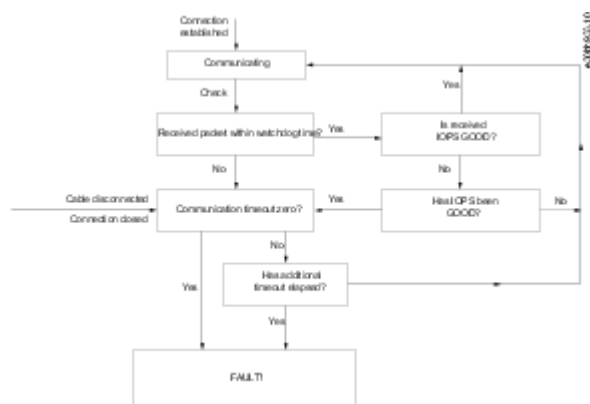 Connection
established
Communicating
Check
Received packet within watchdog time?
Yes
Is received
IOPS GOOD?
Yes
No
No
Cable disconnected
Connection closed
Communication timeout zero?
Yes
Has IOPS been
GOOD?
No
No
Has additional
timeout elapsed?
Yes
Yes
FAULT!